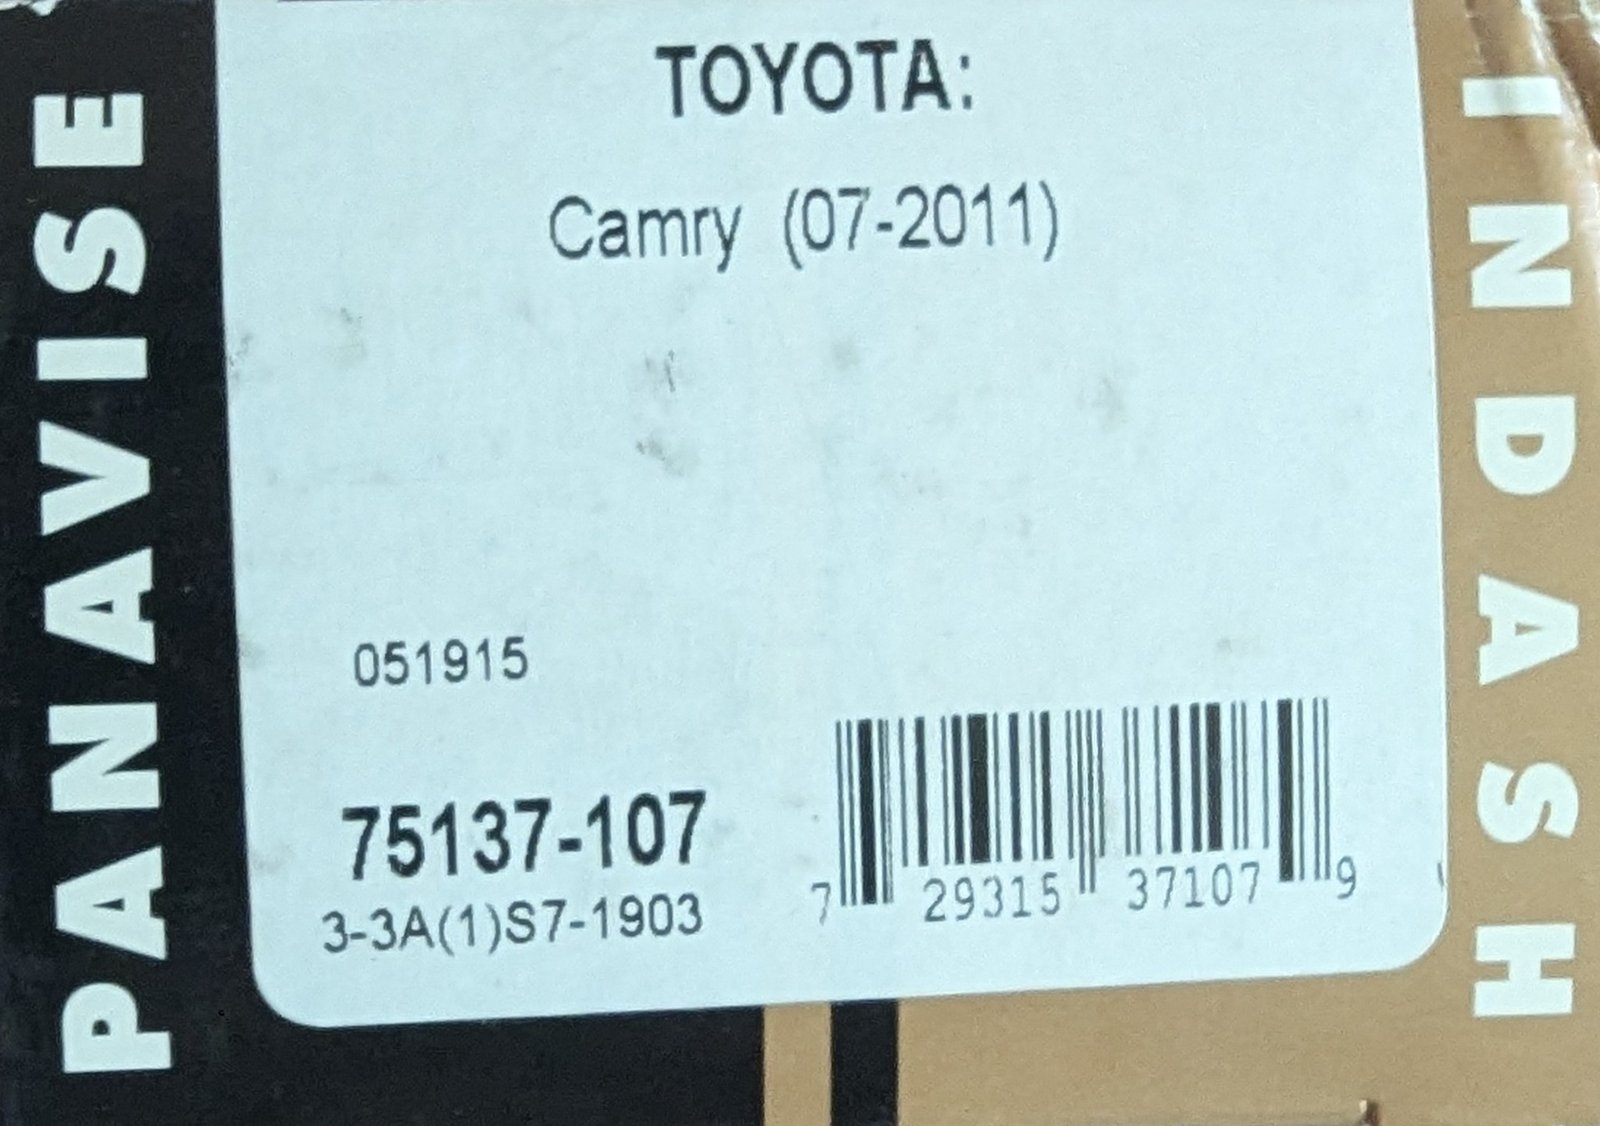 PANAVISE
TOYOTA:
Camry (07-2011)
051915
75137-107
3-3A(1)S7-1903
7 29315 37107 9
INDASH